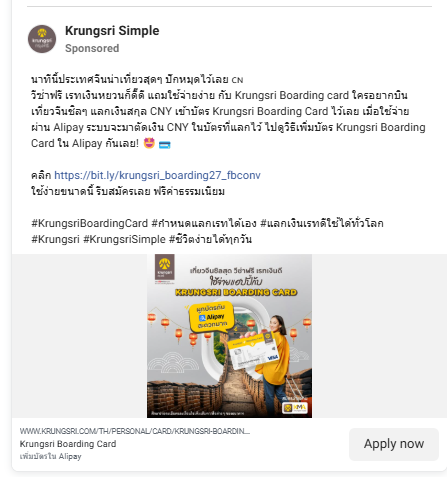 Krungsri Simple
Sponsored
นาทีนี้ประเทศจีนน่าเที่ยวสุดๆ ปักหมุดไว้เลย CN
วีซ่าฟรี เรทเงินหยวนก็ดี๊ดี แถมใช้จ่ายง่าย กับ Krungsri Boarding card ใครอยากบิน
เที่ยวจีนชิลๆ แลกเงินสกุล CNY เข้าบัตร Krungsri Boarding Card ไว้เลย เมื่อใช้จ่าย
ผ่าน Alipay ระบบจะมาตัดเงิน CNY ในบัตรที่แลกไว้ ไปดูวิธีเพิ่มบัตร Krungsri Boarding
Card ใน Alipay กันเลย! 🤩 💳
คลิก https://bit.ly/krungsri_boarding27_fbconv
ใช้ง่ายขนาดนี้ รีบสมัครเลย ฟรีค่าธรรมเนียม
#KrungsriBoardingCard #กำหนดแลกเรทได้เอง #แลกเงินเรทดีใช้ได้ทั่วโลก
#Krungsri #KrungsriSimple #ชีวิตง่ายได้ทุกวัน
krungsri
เที่ยวจีนชิลสุด วีซ่าฟรี เรทเงินดี
ใช้จ่ายแฮปปี้กับ
KRUNGSRI BOARDING CARD
ผูกบัตรกับ
Alipay
สะดวกมาก
WWW.KRUNGSRI.COM/TH/PERSONAL/CARD/KRUNGSRI-BOARDIN...
Krungsri Boarding Card
เพิ่มบัตรใน Alipay
Apply now